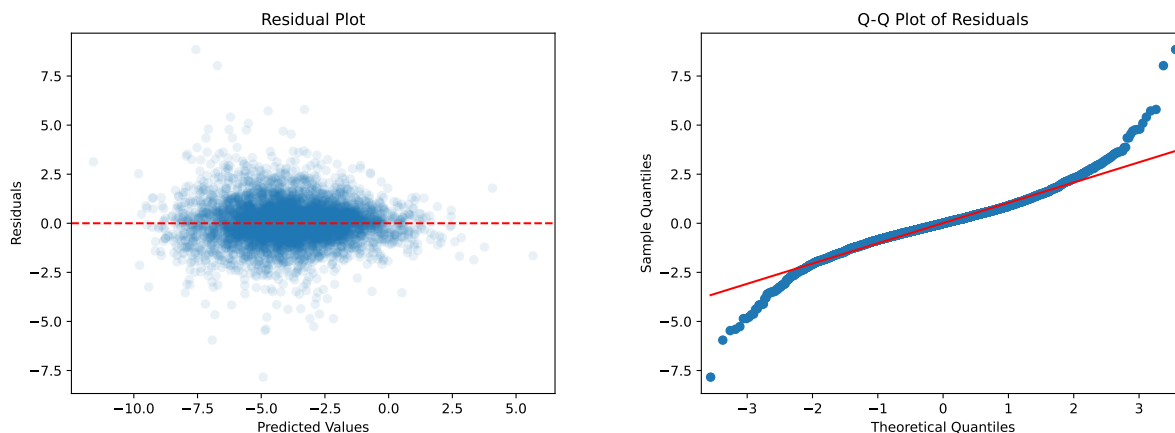 Residual Plot
Residuals
7.5
5.0
2.5
0.0
−2.5
−5.0
−7.5
−10.0 −7.5 −5.0 −2.5 0.0 2.5 5.0
Predicted Values
Q-Q Plot of Residuals
Sample Quantiles
7.5
5.0
2.5
0.0
−2.5
−5.0
−7.5
−3 −2 −1 0 1 2 3
Theoretical Quantiles